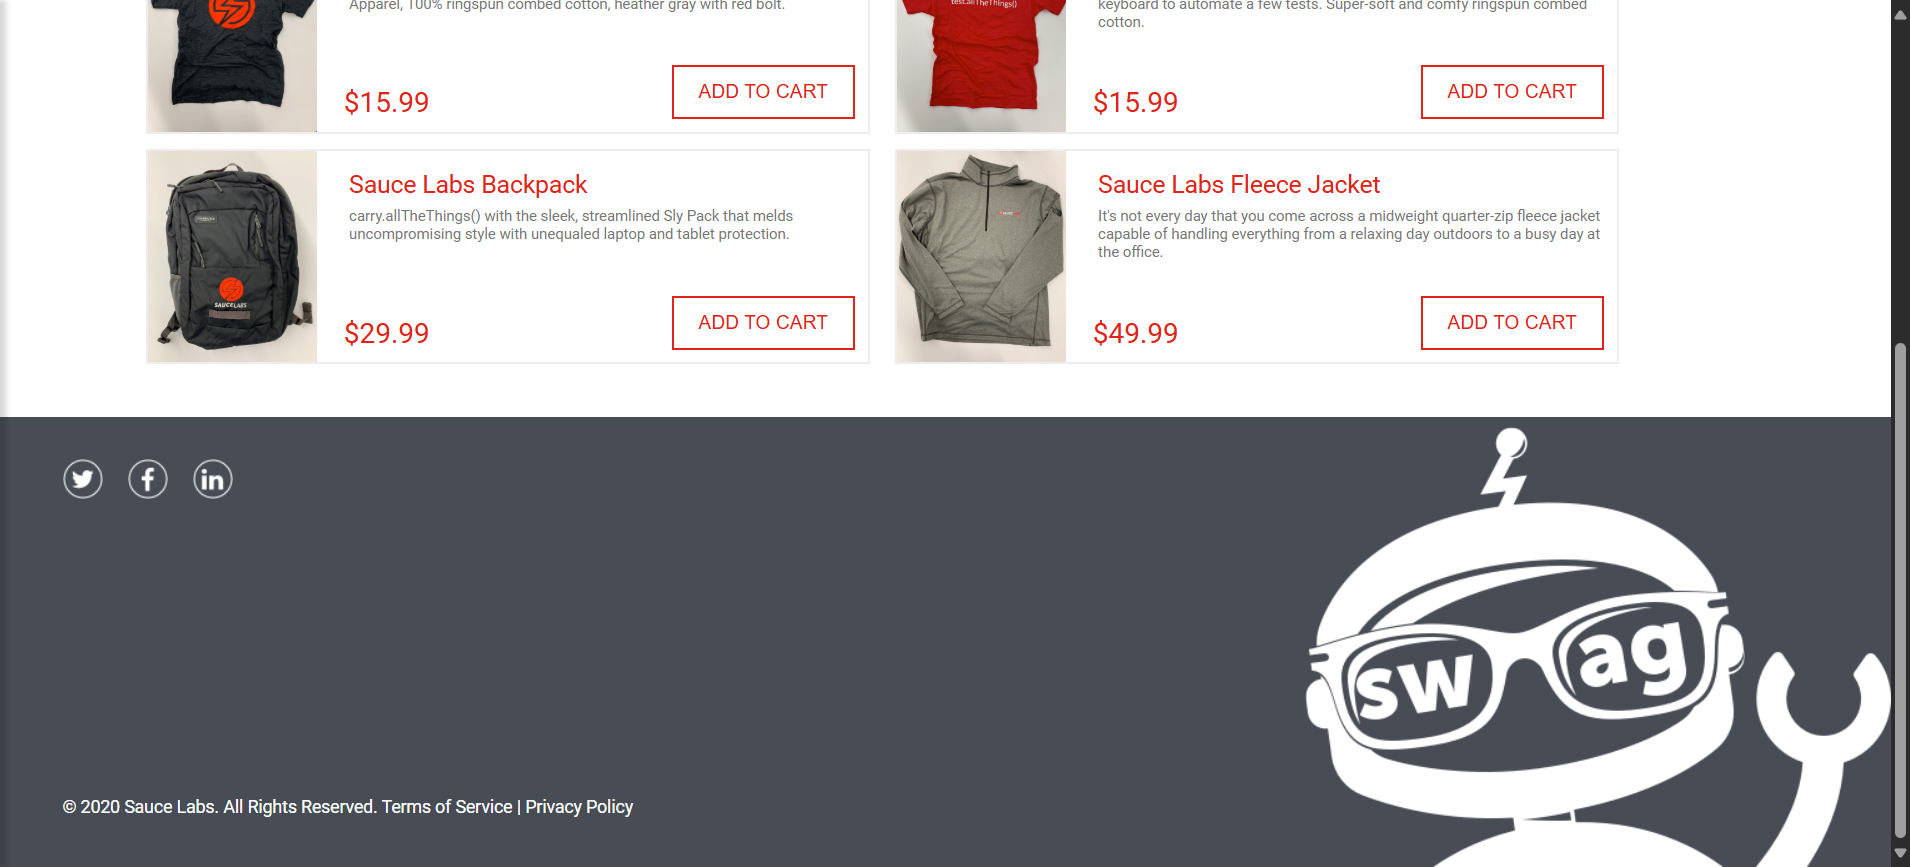 Apparel, 100% ringspun combed cotton, heather gray with red bolt.
$15.99
ADD TO CART
test.allTheThings()
keyboard to automate a few tests. Super-soft and comfy ringspun combed
cotton.
$15.99
ADD TO CART
SAUCELABS
Sauce Labs Backpack
carry.allTheThings() with the sleek, streamlined Sly Pack that melds
uncompromising style with unequaled laptop and tablet protection.
$29.99
ADD TO CART
Sauce Labs Fleece Jacket
It's not every day that you come across a midweight quarter-zip fleece jacket
capable of handling everything from a relaxing day outdoors to a busy day at
the office.
$49.99
ADD TO CART
swag
© 2020 Sauce Labs. All Rights Reserved. Terms of Service | Privacy Policy